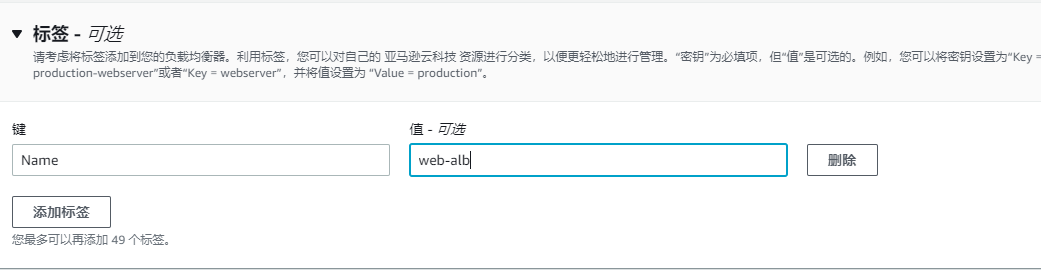 ▼ 标签 - 可选
请考虑将标签添加到您的负载均衡器。利用标签，您可以对自己的 亚马逊云科技 资源进行分类，以便更轻松地进行管理。“密钥”为必填项，但“值”是可选的。例如，您可以将密钥设置为“Key =
production-webserver”或者“Key = webserver”，并将值设置为 “Value = production”。
键 值 - 可选
Name web-alb 删除
添加标签
您最多可以再添加 49 个标签。